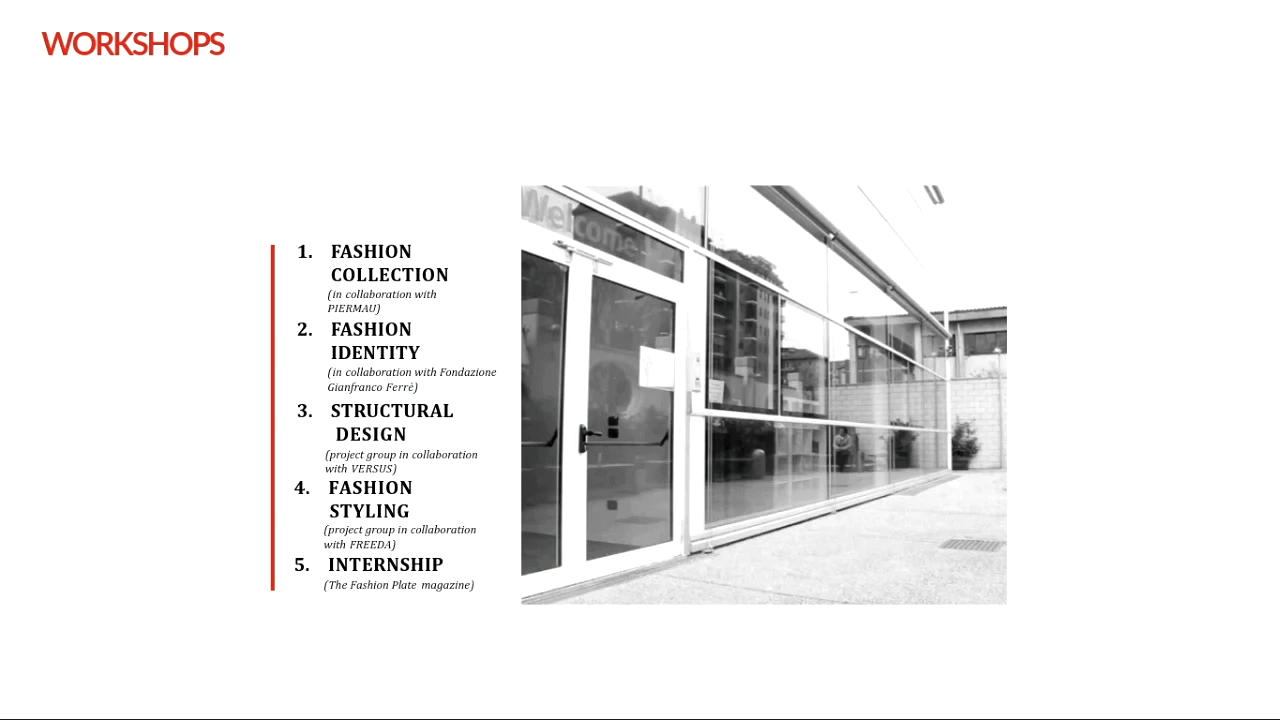 WORKSHOPS
1. FASHION
COLLECTION
(in collaboration with
PIERMAU)
2. FASHION
IDENTITY
(in collaboration with Fondazione
Gianfranco Ferrè)
3. STRUCTURAL
DESIGN
(project group in collaboration
with VERSUS)
4. FASHION
STYLING
(project group in collaboration
with FREEDA)
5. INTERNSHIP
(The Fashion Plate magazine)
Welcome